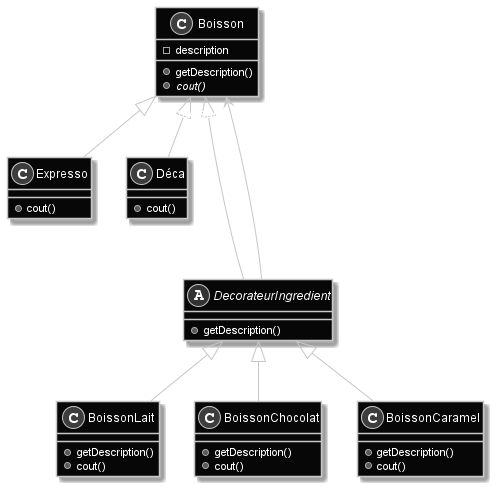 C Boisson
description
getDescription()
cout()
C Expresso
cout()
C Déca
cout()
A DecorateurIngredient
getDescription()
C BoissonLait
getDescription()
cout()
C BoissonChocolat
getDescription()
cout()
C BoissonCaramel
getDescription()
cout()